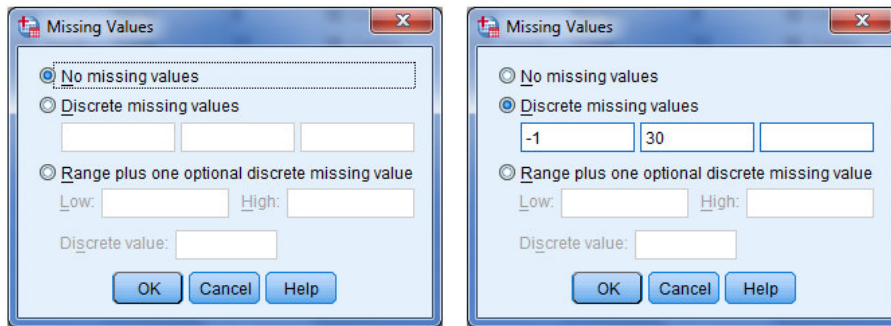 Missing Values
No missing values
Discrete missing values
Range plus one optional discrete missing value
Low: High:
Discrete value:
OK Cancel Help
Missing Values
No missing values
Discrete missing values
-1 30
Range plus one optional discrete missing value
Low: High:
Discrete value:
OK Cancel Help